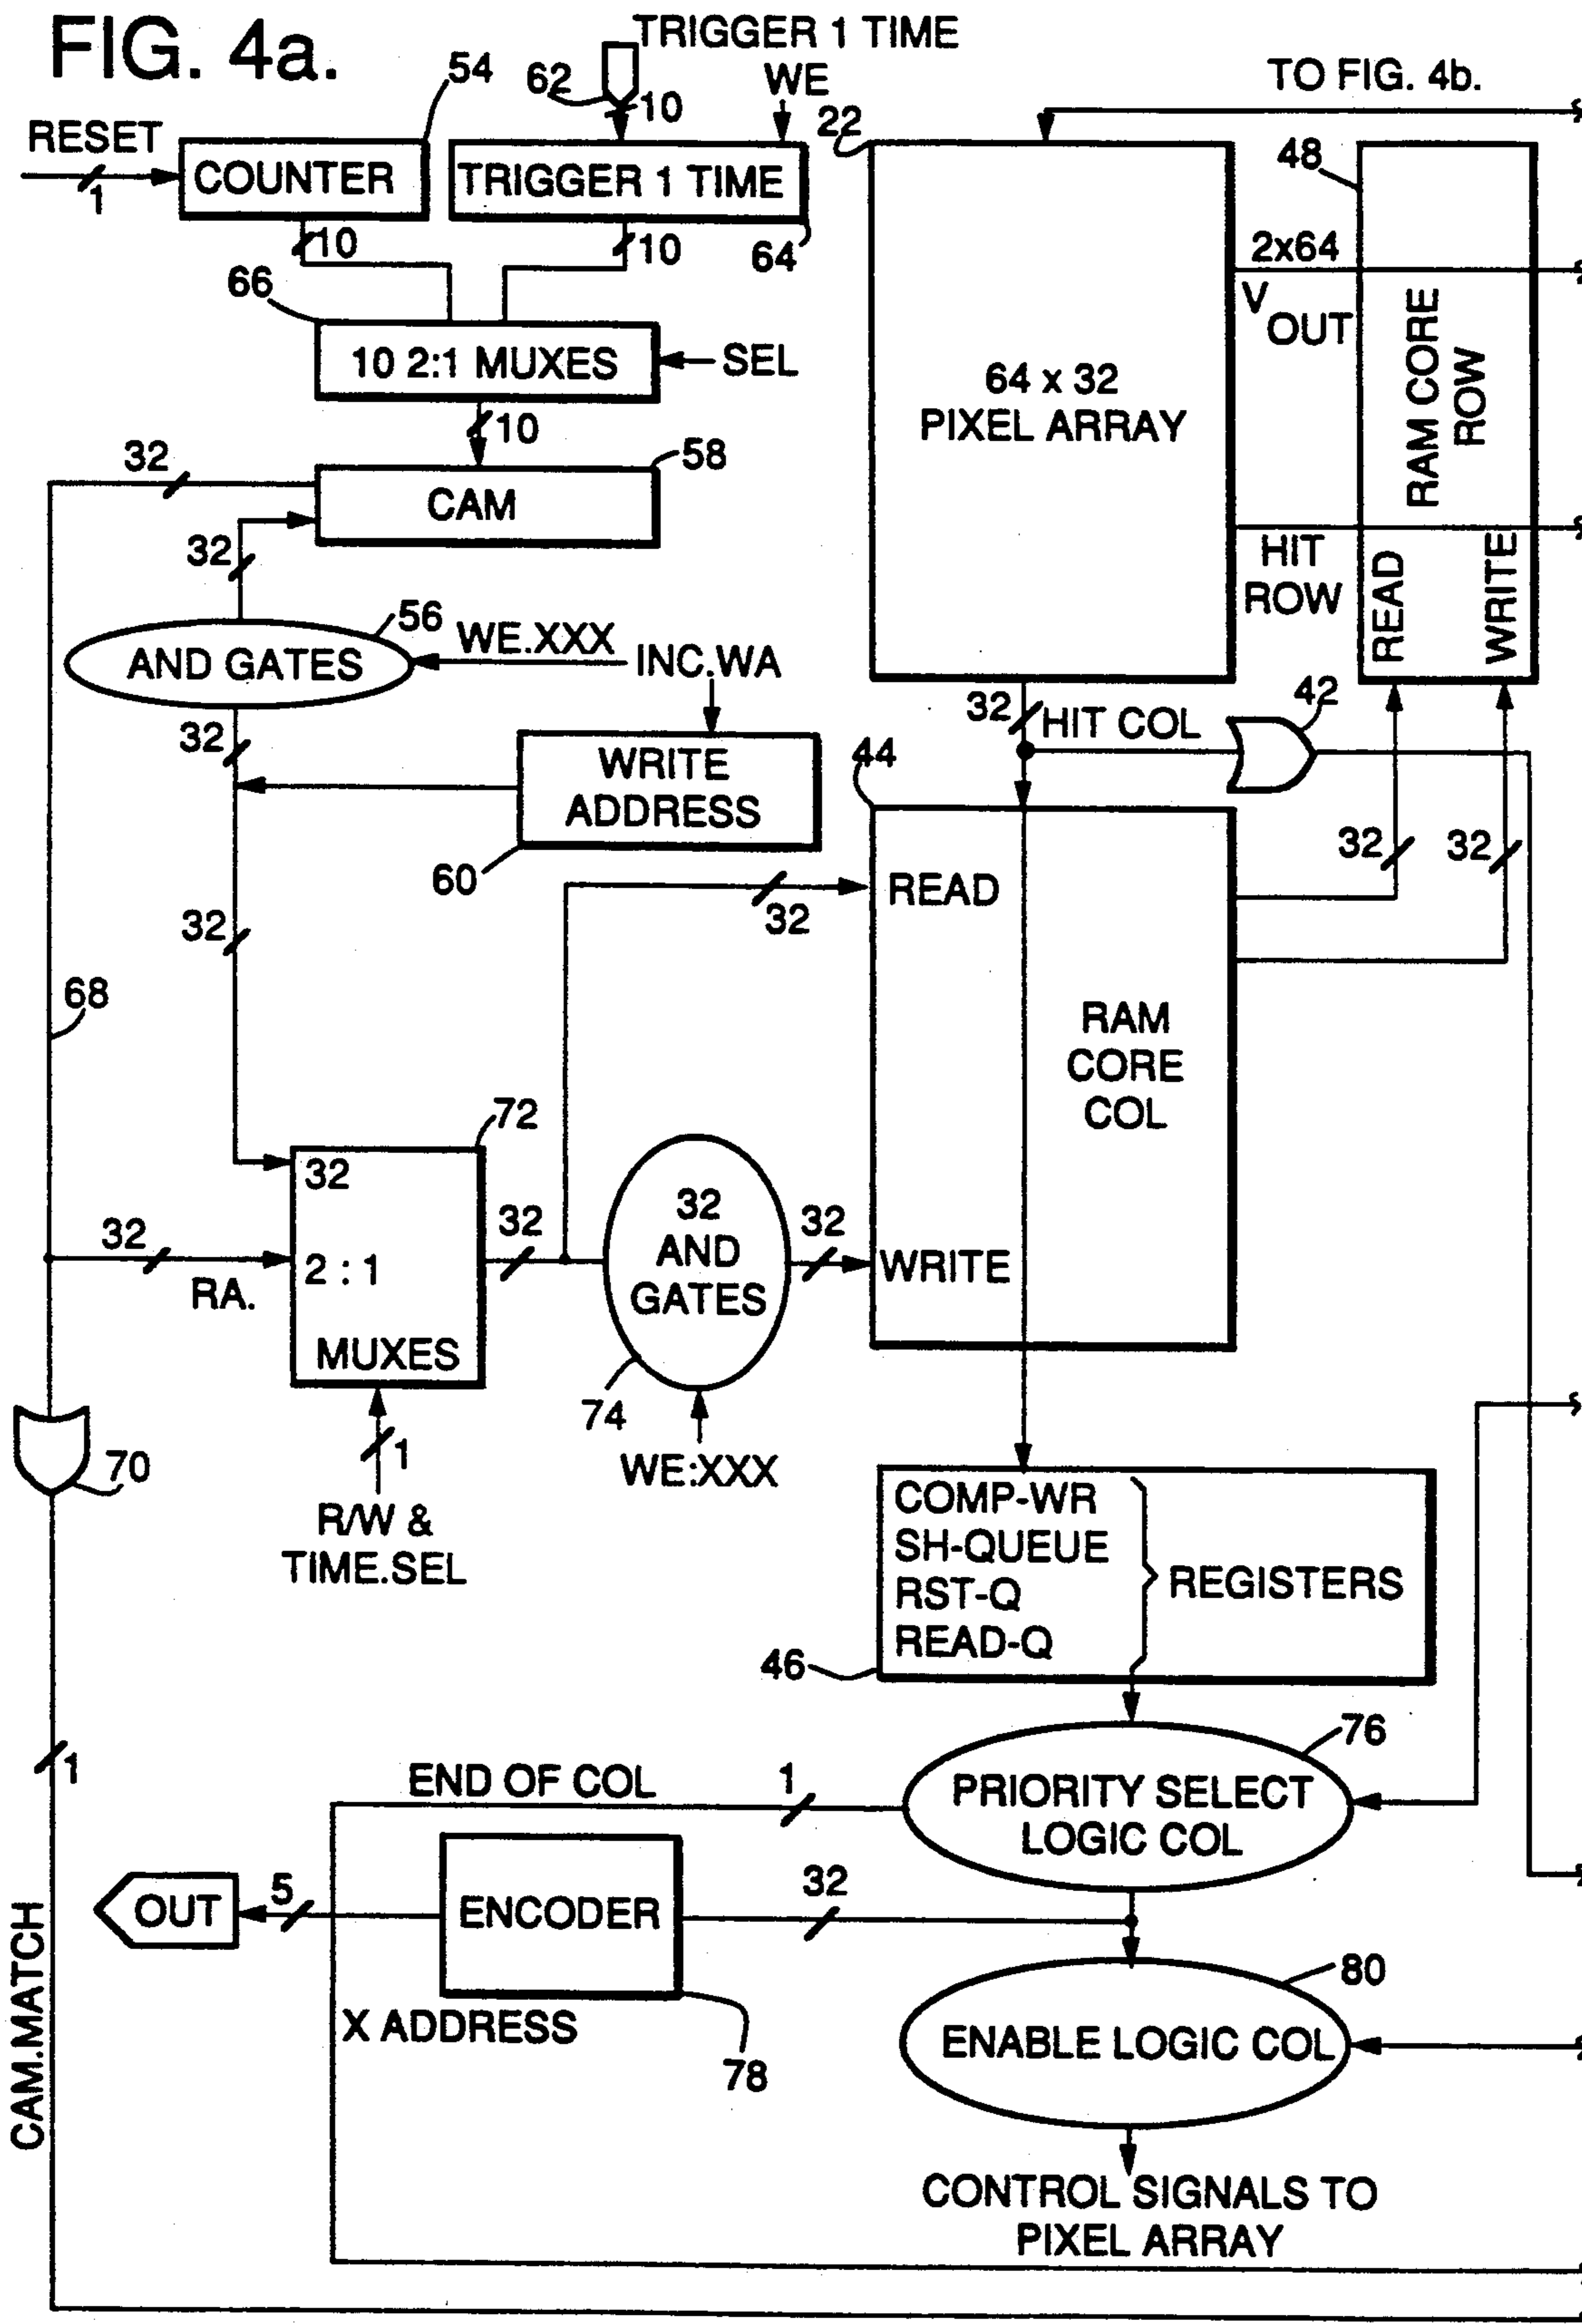 FIG. 4a.
TRIGGER 1 TIME
54
62
WE
10
TO FIG. 4b.
RESET
1
22
48
COUNTER
TRIGGER 1 TIME
10
10
64
2x64
V OUT
66
10 2:1 MUXES
SEL
64 x 32
PIXEL ARRAY
RAM CORE
ROW
10
32
58
CAM
32
HIT
ROW
READ
WRITE
56
AND GATES
WE.XXX
INC.WA
32
HIT COL
42
32
WRITE
ADDRESS
60
44
32
32
READ
32
32
68
RAM
CORE
COL
72
32
32
2 : 1
MUXES
RA.
32
32
AND
GATES
32
WRITE
74
WE:XXX
70
1
R/W &
TIME.SEL
COMP-WR
SH-QUEUE
RST-Q
READ-Q
REGISTERS
46
1
76
END OF COL
1
PRIORITY SELECT
LOGIC COL
OUT
5
ENCODER
32
X ADDRESS
78
80
ENABLE LOGIC COL
CAM.MATCH
CONTROL SIGNALS TO
PIXEL ARRAY